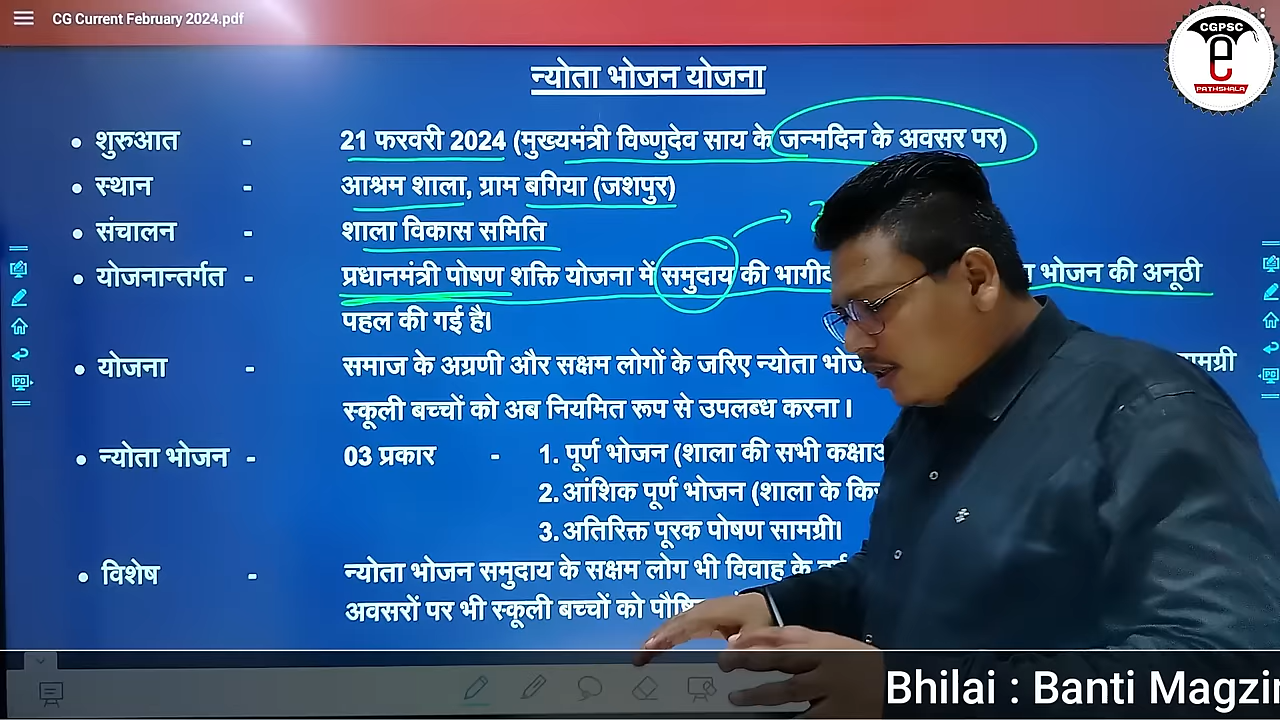 CG Current February 2024.pdf
CGPSC
e
PATHSHALA
न्योता भोजन योजना
• शुरुआत - 21 फरवरी 2024 (मुख्यमंत्री विष्णुदेव साय के जन्मदिन के अवसर पर)
• स्थान - आश्रम शाला, ग्राम बगिया (जशपुर)
• संचालन - शाला विकास समिति
• योजनान्तर्गत - प्रधानमंत्री पोषण शक्ति योजना में समुदाय की भोजन की अनूठी
पहल की गई है।
• योजना - समाज के अग्रणी और सक्षम लोगों के जरिए न्योता
स्कूली बच्चों को अब नियमित रूप से उपलब्ध करना ।
• न्योता भोजन - 03 प्रकार - 1. पूर्ण भोजन (शाला की सभी
2. आंशिक पूर्ण भोजन (शाला के
3. अतिरिक्त पूरक पोषण सामग्री।
• विशेष - न्योता भोजन समुदाय के सक्षम लोग भी विवाह के
अवसरों पर भी स्कूली बच्चों को
Bhilai : Banti